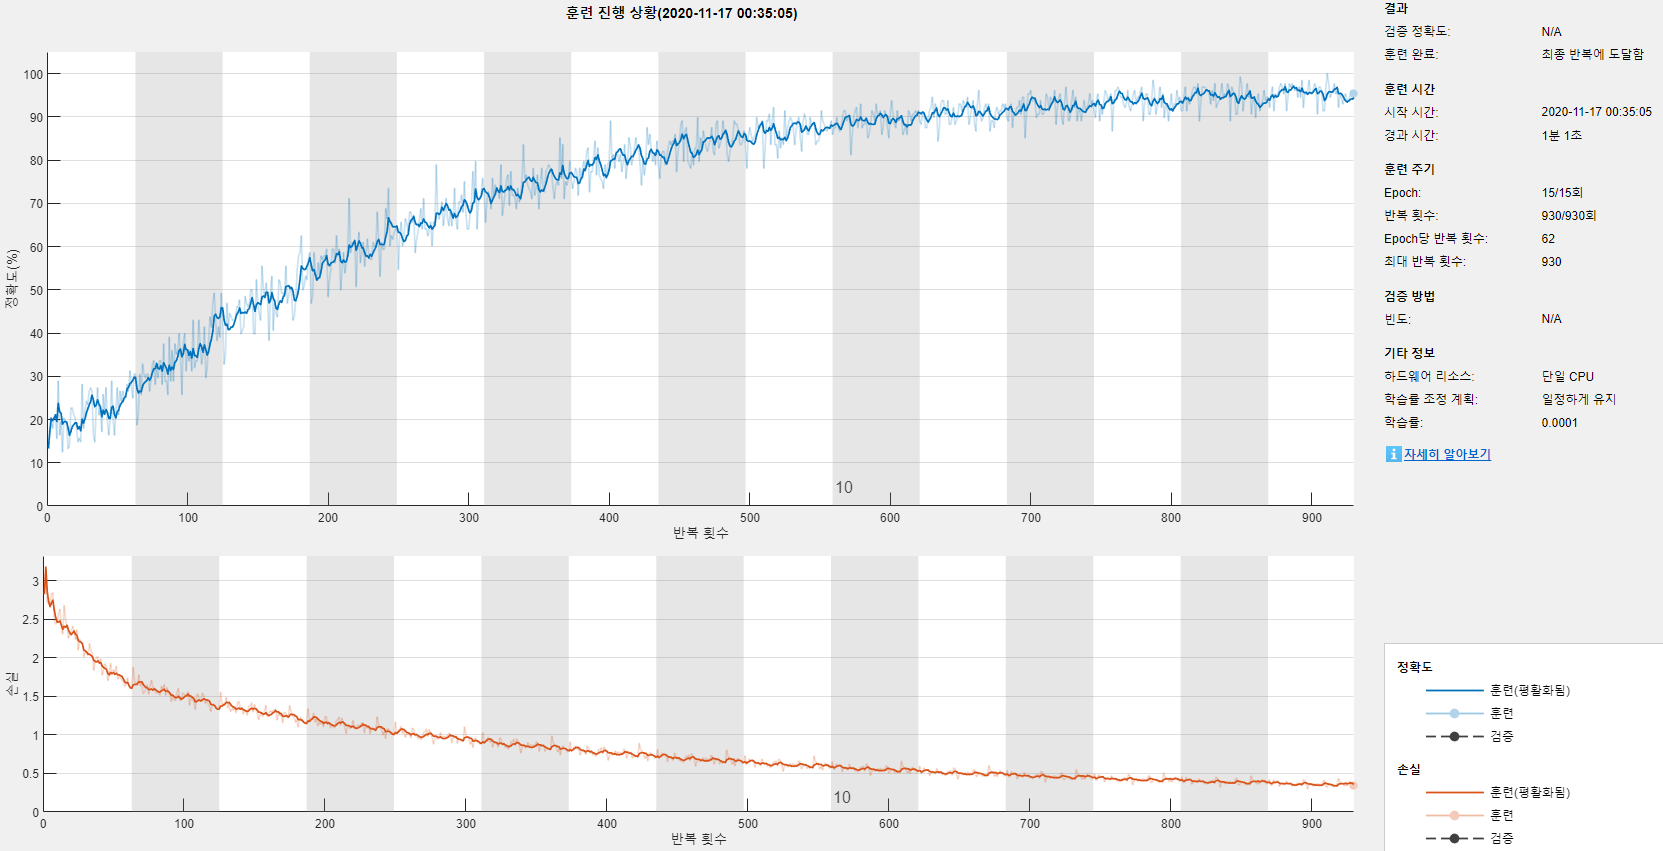 훈련 진행 상황(2020-11-17 00:35:05)
정확도(%)
100
90
80
70
60
50
40
30
20
10
0
10
0 100 200 300 400 500 600 700 800 900
반복 횟수
손실
3
2.5
2
1.5
1
0.5
0
10
0 100 200 300 400 500 600 700 800 900
반복 횟수
결과
검증 정확도: N/A
훈련 완료: 최종 반복에 도달함
훈련 시간
시작 시간: 2020-11-17 00:35:05
경과 시간: 1분 1초
훈련 주기
Epoch: 15/15회
반복 횟수: 930/930회
Epoch당 반복 횟수: 62
최대 반복 횟수: 930
검증 방법
빈도: N/A
기타 정보
하드웨어 리소스: 단일 CPU
학습률 조정 계획: 일정하게 유지
학습률: 0.0001
i 자세히 알아보기
정확도
훈련(평활화됨)
훈련
검증
손실
훈련(평활화됨)
훈련
검증